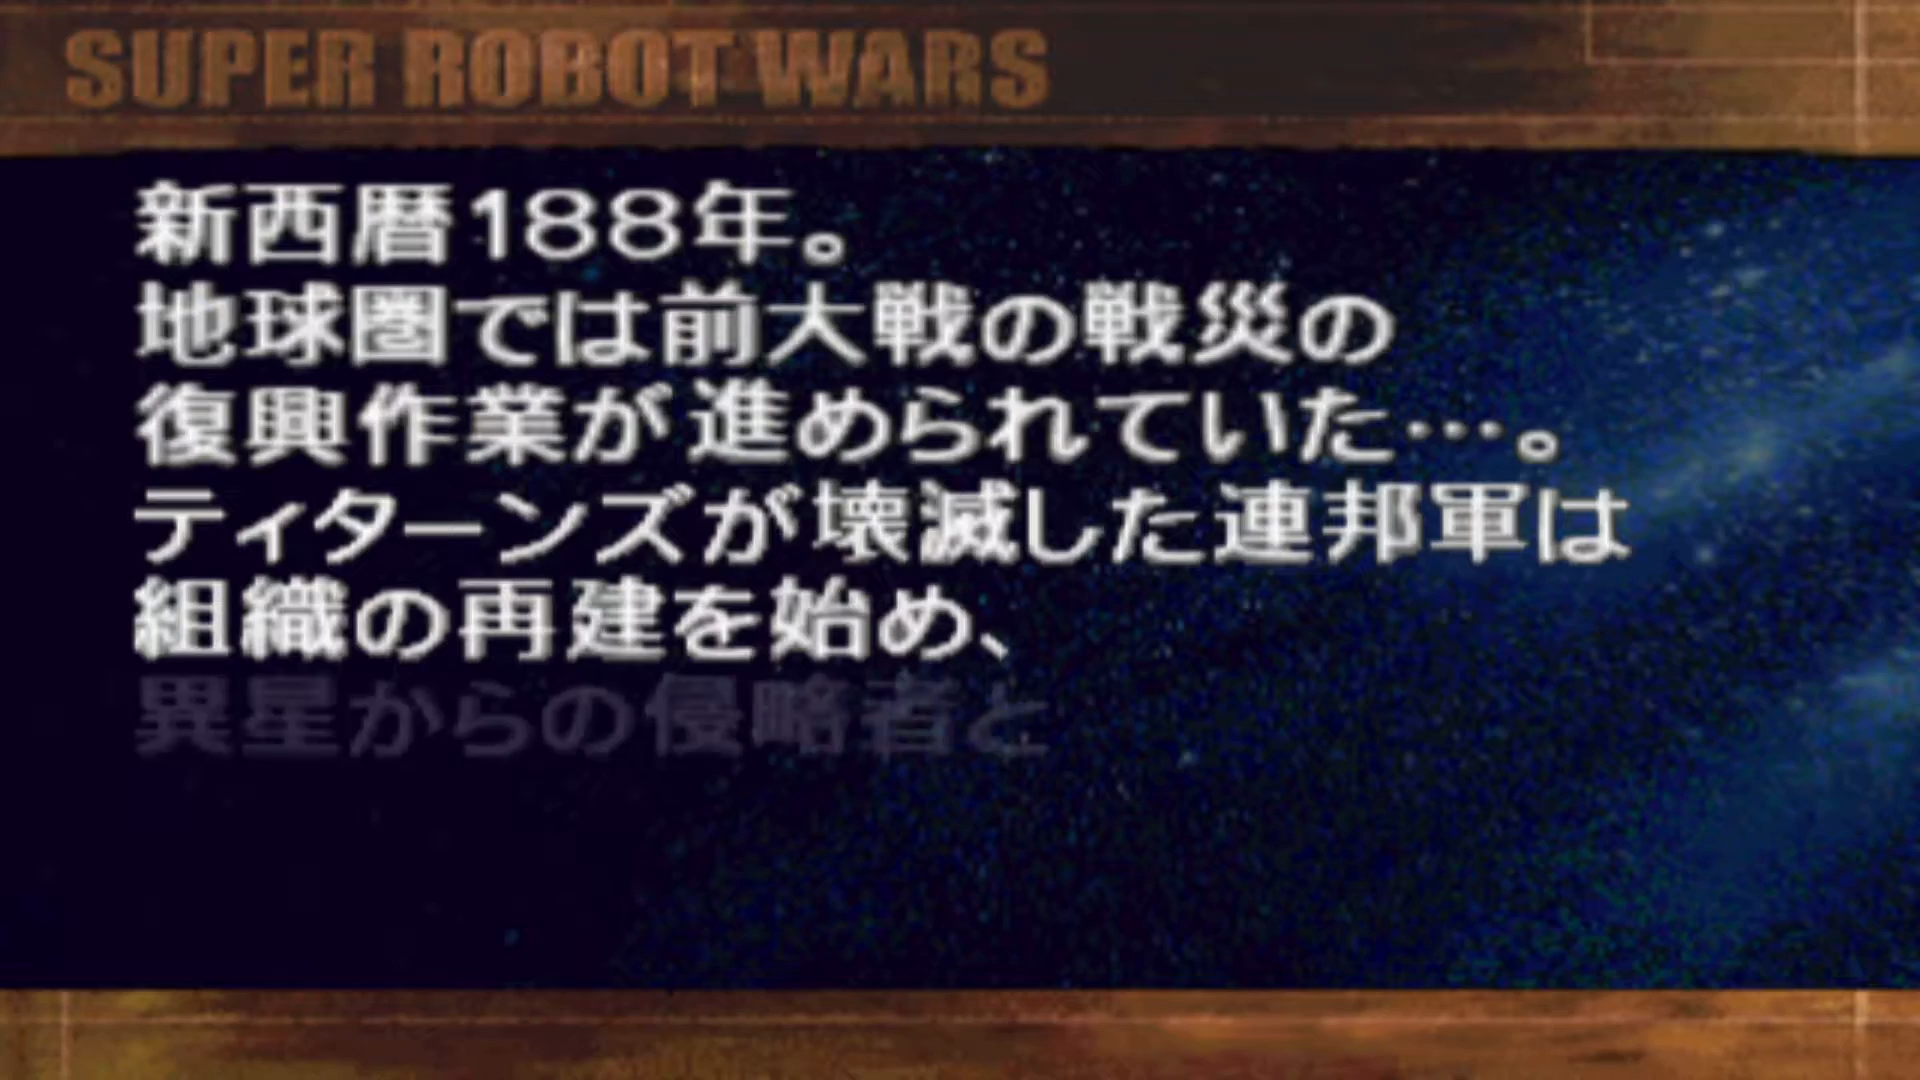 SUPER ROBOT WARS
新西暦188年。
地球圏では前大戦の戦災の
復興作業が進められていた…。
ティターンズが壊滅した連邦軍は
組織の再建を始め、
異星からの侵略者と